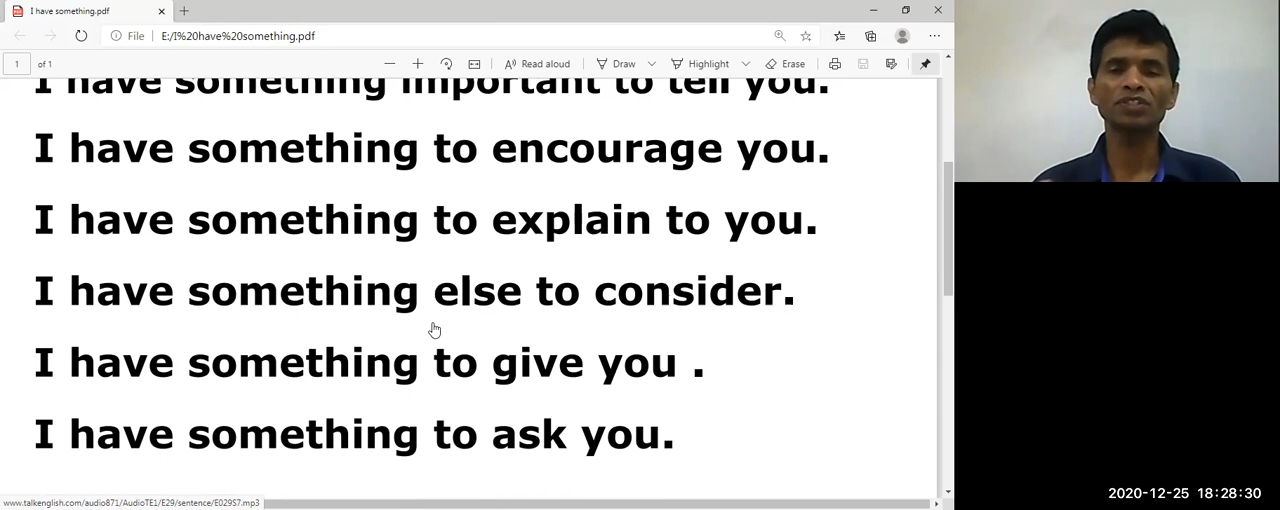 I have something.pdf
File
E:/I%20have%20something.pdf
1 of 1
Read aloud
Draw
Highlight
Erase
I have something important to tell you.
I have something to encourage you.
I have something to explain to you.
I have something else to consider.
I have something to give you .
I have something to ask you.
www.talkenglish.com/audio871/AudioTE1/E29/sentence/E029S7.mp3
2020-12-25 18:28:30